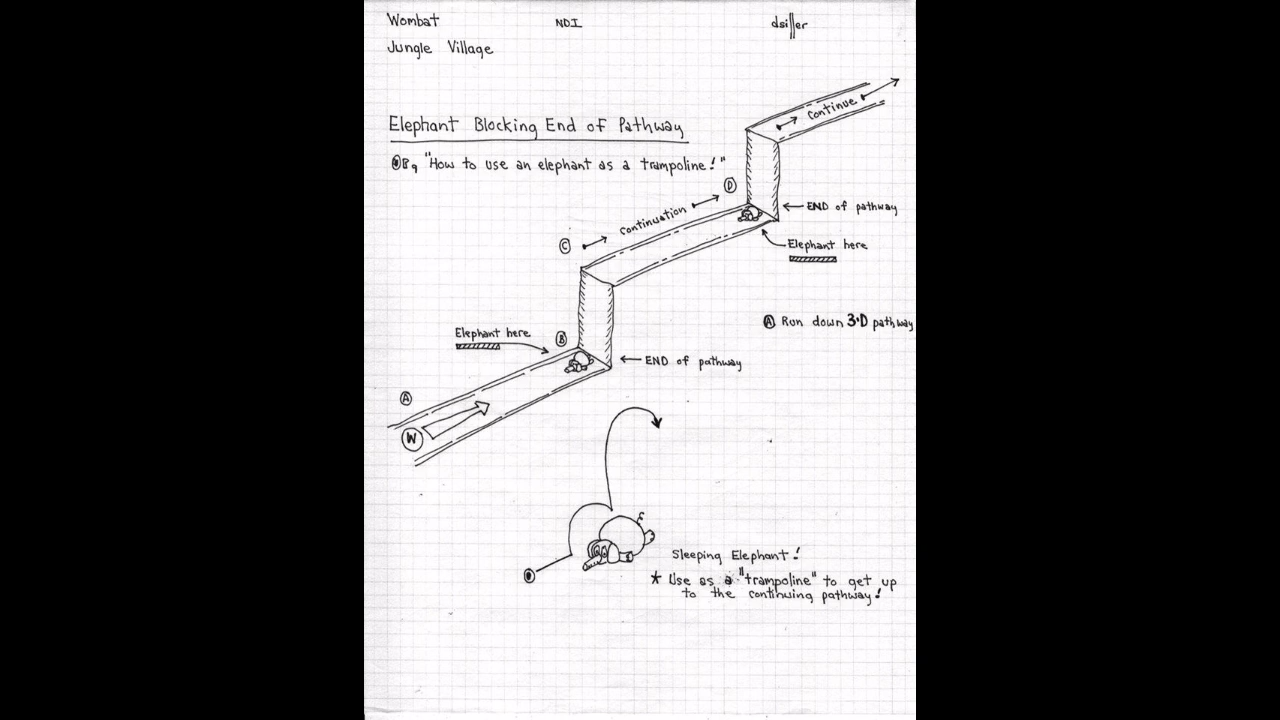 Wombat NDI dsiller
Jungle Village
Continue
Elephant Blocking End of Pathway
"How to use an elephant as a trampoline!"
D
← END of pathway
Continuation
C
Elephant here
A Run down 3·D pathway
Elephant here
B
← END of pathway
A
W
Sleeping Elephant!
* Use as a "trampoline" to get up
to the continuing pathway!